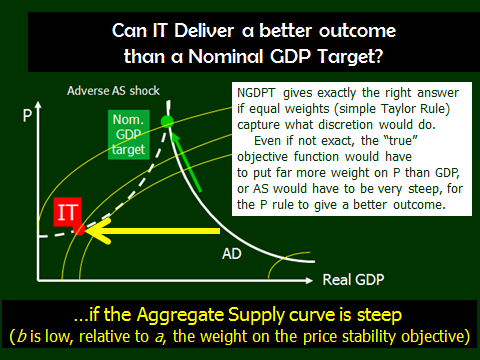 Can IT Deliver a better outcome
than a Nominal GDP Target?
Adverse AS shock
P
Nom.
GDP
target
NGDPT gives exactly the right answer
if equal weights (simple Taylor Rule)
capture what discretion would do.
Even if not exact, the “true”
objective function would have
to put far more weight on P than GDP,
or AS would have to be very steep, for
the P rule to give a better outcome.
IT
AD
Real GDP
…if the Aggregate Supply curve is steep
(b is low, relative to a, the weight on the price stability objective)